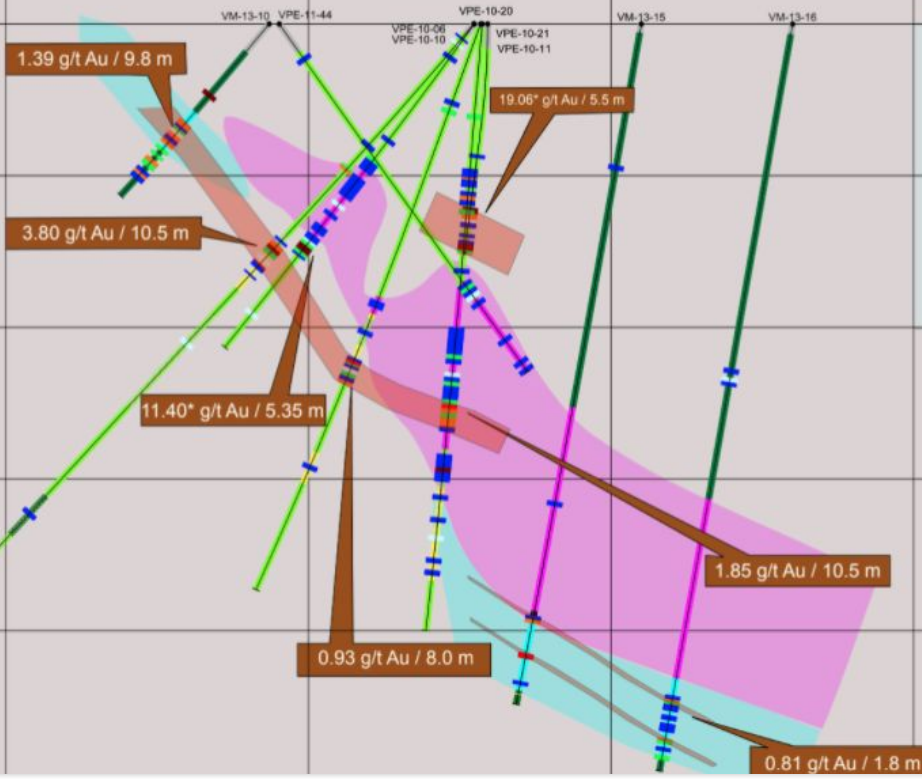 VM-13-10
VPE-11-44
VPE-10-20
VPE-10-06
VPE-10-10
VPE-10-21
VPE-10-11
VM-13-15
VM-13-16
1.39 g/t Au / 9.8 m
19.06* g/t Au / 5.5 m
3.80 g/t Au / 10.5 m
11.40* g/t Au / 5.35 m
1.85 g/t Au / 10.5 m
0.93 g/t Au / 8.0 m
0.81 g/t Au / 1.8 m